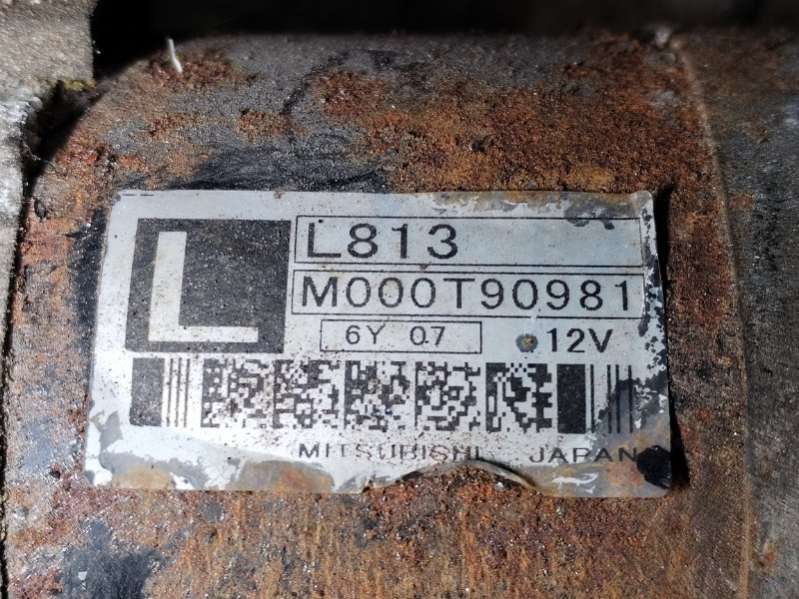 L
L813
M000T90981
6Y 07
12V
MITSUBISHI JAPAN